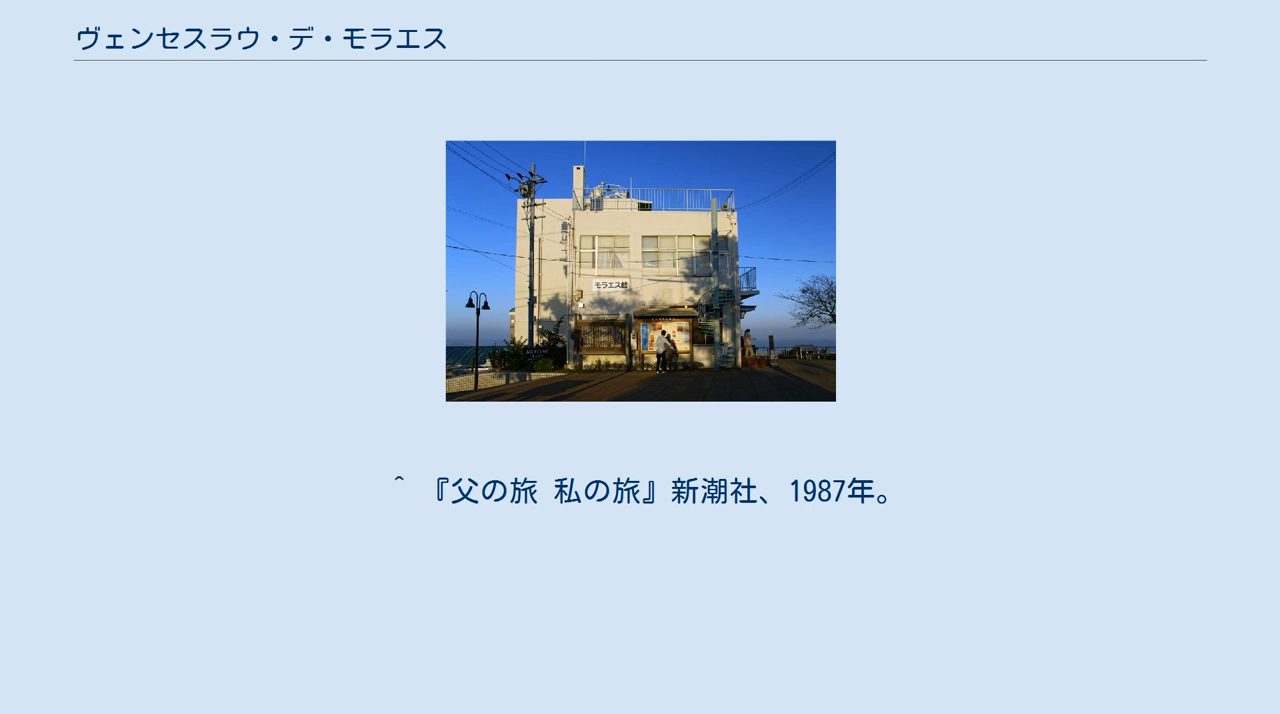 ヴェンセスラウ・デ・モラエス
モラエス館
^ 『父の旅 私の旅』新潮社、1987年。